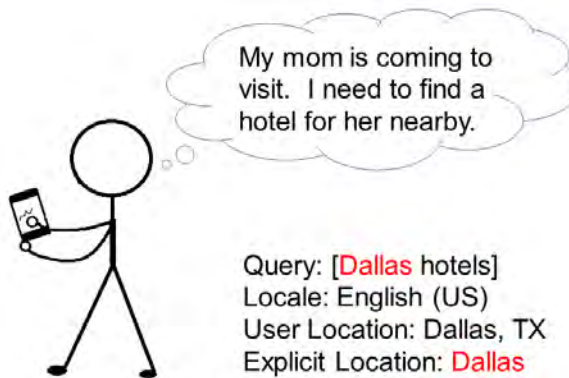 My mom is coming to
visit.  I need to find a
hotel for her nearby.
Query: [Dallas hotels]
Locale: English (US)
User Location: Dallas, TX
Explicit Location: Dallas